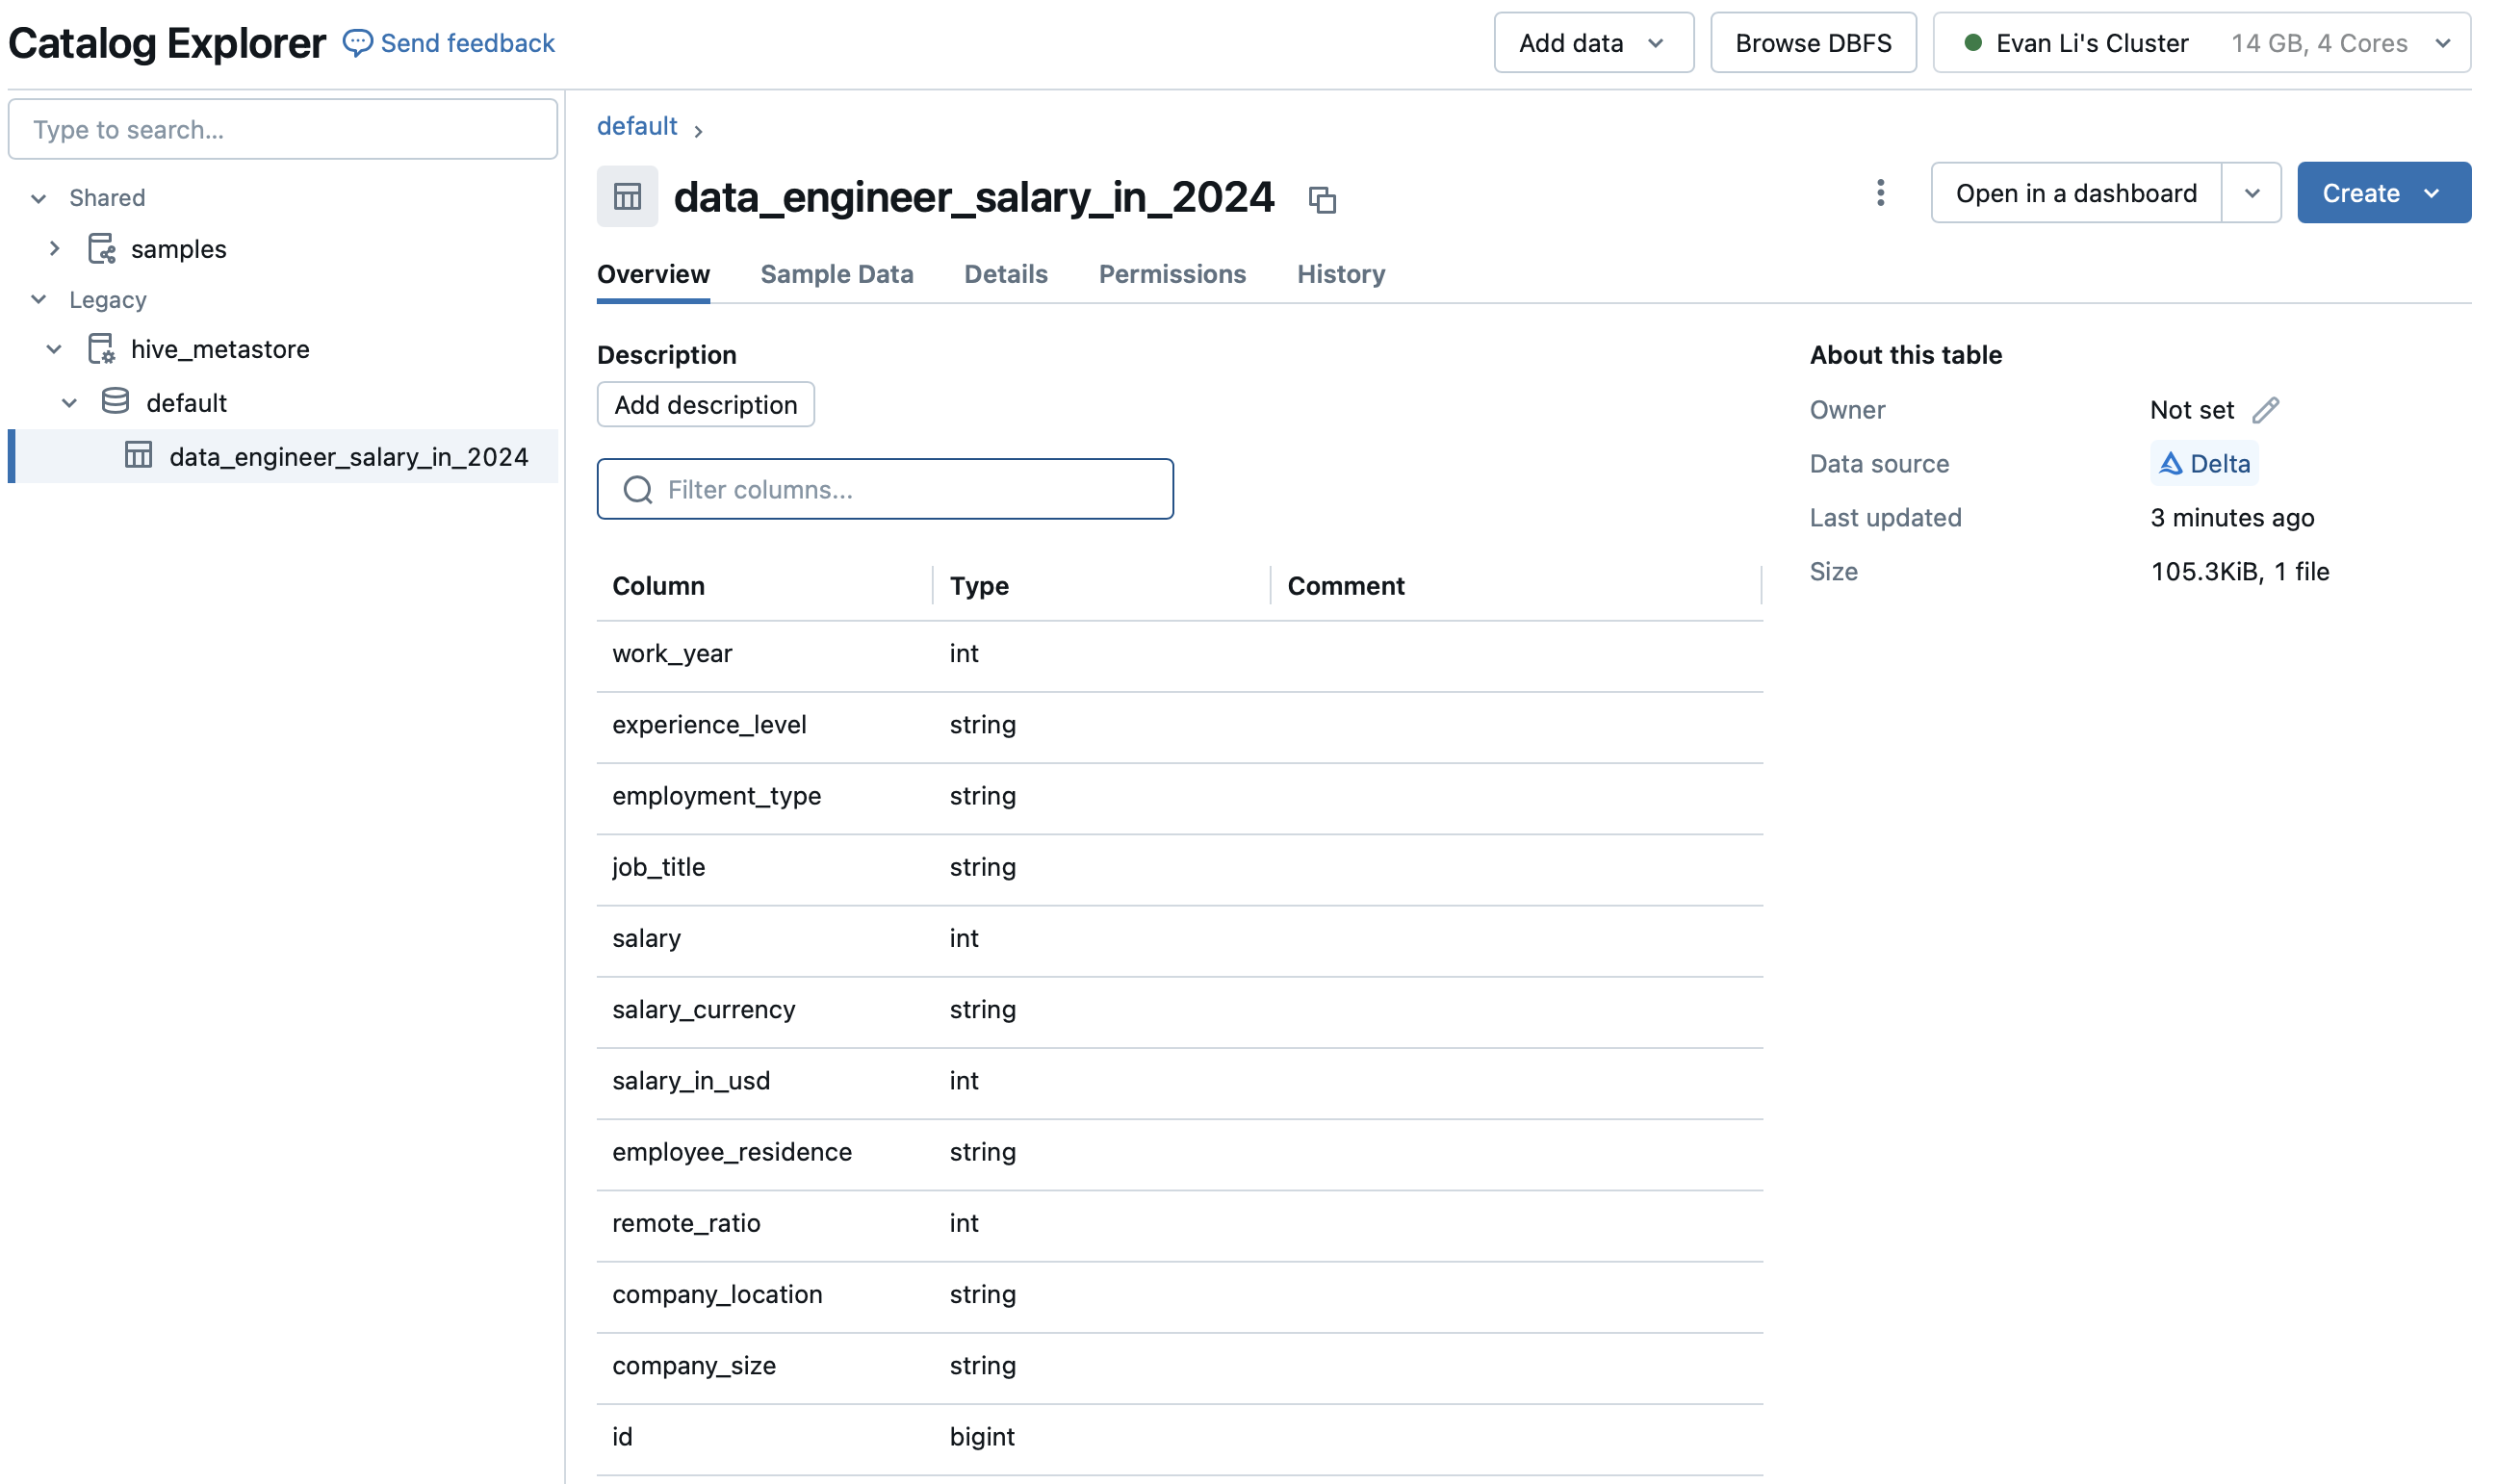 Catalog Explorer Send feedback Add data Browse DBFS Evan Li's Cluster 14 GB, 4 Cores
Type to search...
Shared
samples
Legacy
hive_metastore
default
data_engineer_salary_in_2024
default ›
data_engineer_salary_in_2024 Open in a dashboard Create
Overview Sample Data Details Permissions History
Description
Add description
Filter columns...
Column Type Comment
work_year int
experience_level string
employment_type string
job_title string
salary int
salary_currency string
salary_in_usd int
employee_residence string
remote_ratio int
company_location string
company_size string
id bigint
About this table
Owner Not set
Data source Delta
Last updated 3 minutes ago
Size 105.3KiB, 1 file